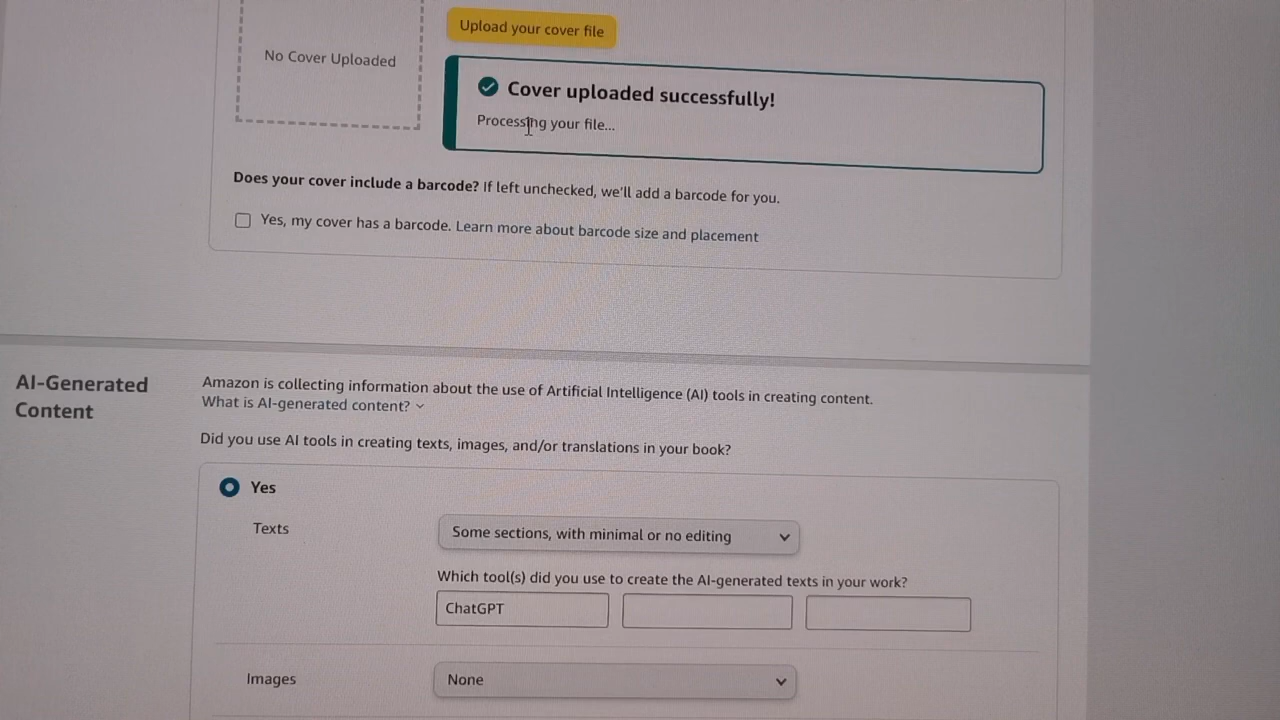 Upload your cover file
No Cover Uploaded
Cover uploaded successfully!
Processing your file...
Does your cover include a barcode? If left unchecked, we'll add a barcode for you.
Yes, my cover has a barcode. Learn more about barcode size and placement
AI-Generated
Content
Amazon is collecting information about the use of Artificial Intelligence (AI) tools in creating content.
What is AI-generated content?
Did you use AI tools in creating texts, images, and/or translations in your book?
Yes
Texts
Some sections, with minimal or no editing
Which tool(s) did you use to create the AI-generated texts in your work?
ChatGPT
Images
None